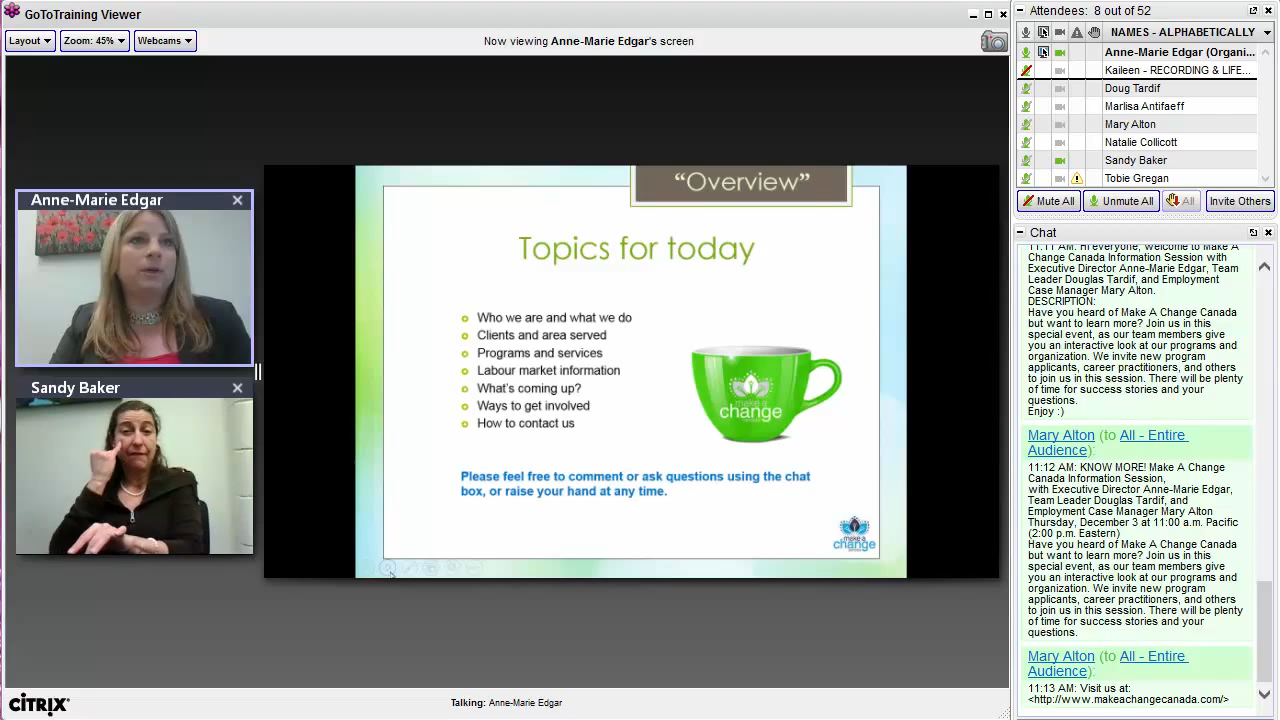 GoToTraining Viewer
Layout
Zoom: 45%
Webcams
Now viewing Anne-Marie Edgar's screen
Anne-Marie Edgar
Sandy Baker
“Overview”
Topics for today
Who we are and what we do
Clients and area served
Programs and services
Labour market information
What's coming up?
Ways to get involved
How to contact us
make a
change
Please feel free to comment or ask questions using the chat
box, or raise your hand at any time.
make a
change
CİTRIX
Talking: Anne-Marie Edgar
Attendees: 8 out of 52
NAMES - ALPHABETICALLY
Anne-Marie Edgar (Organi...
Kaileen - RECORDING & LIFE...
Doug Tardif
Marlisa Antifaeff
Mary Alton
Natalie Collicott
Sandy Baker
Tobie Gregan
Mute All
Unmute All
All
Invite Others
Chat
11:11 AM: Hi everyone, welcome to Make A
Change Canada Information Session with
Executive Director Anne-Marie Edgar, Team
Leader Douglas Tardif, and Employment
Case Manager Mary Alton.
DESCRIPTION:
Have you heard of Make A Change Canada
but want to learn more? Join us in this
special event, as our team members give
you an interactive look at our programs and
organization. We invite new program
applicants, career practitioners, and others
to join us in this session. There will be plenty
of time for success stories and your
questions.
Enjoy :)
Mary Alton (to All - Entire
Audience):
11:12 AM: KNOW MORE! Make A Change
Canada Information Session,
with Executive Director Anne-Marie Edgar,
Team Leader Douglas Tardif, and
Employment Case Manager Mary Alton
Thursday, December 3 at 11:00 a.m. Pacific
(2:00 p.m. Eastern)
Have you heard of Make A Change Canada
but want to learn more? Join us in this
special event, as our team members give
you an interactive look at our programs and
organization. We invite new program
applicants, career practitioners, and others
to join us in this session. There will be plenty
of time for success stories and your
questions.
Mary Alton (to All - Entire
Audience):
11:13 AM: Visit us at:
<http://www.makeachangecanada.com/>